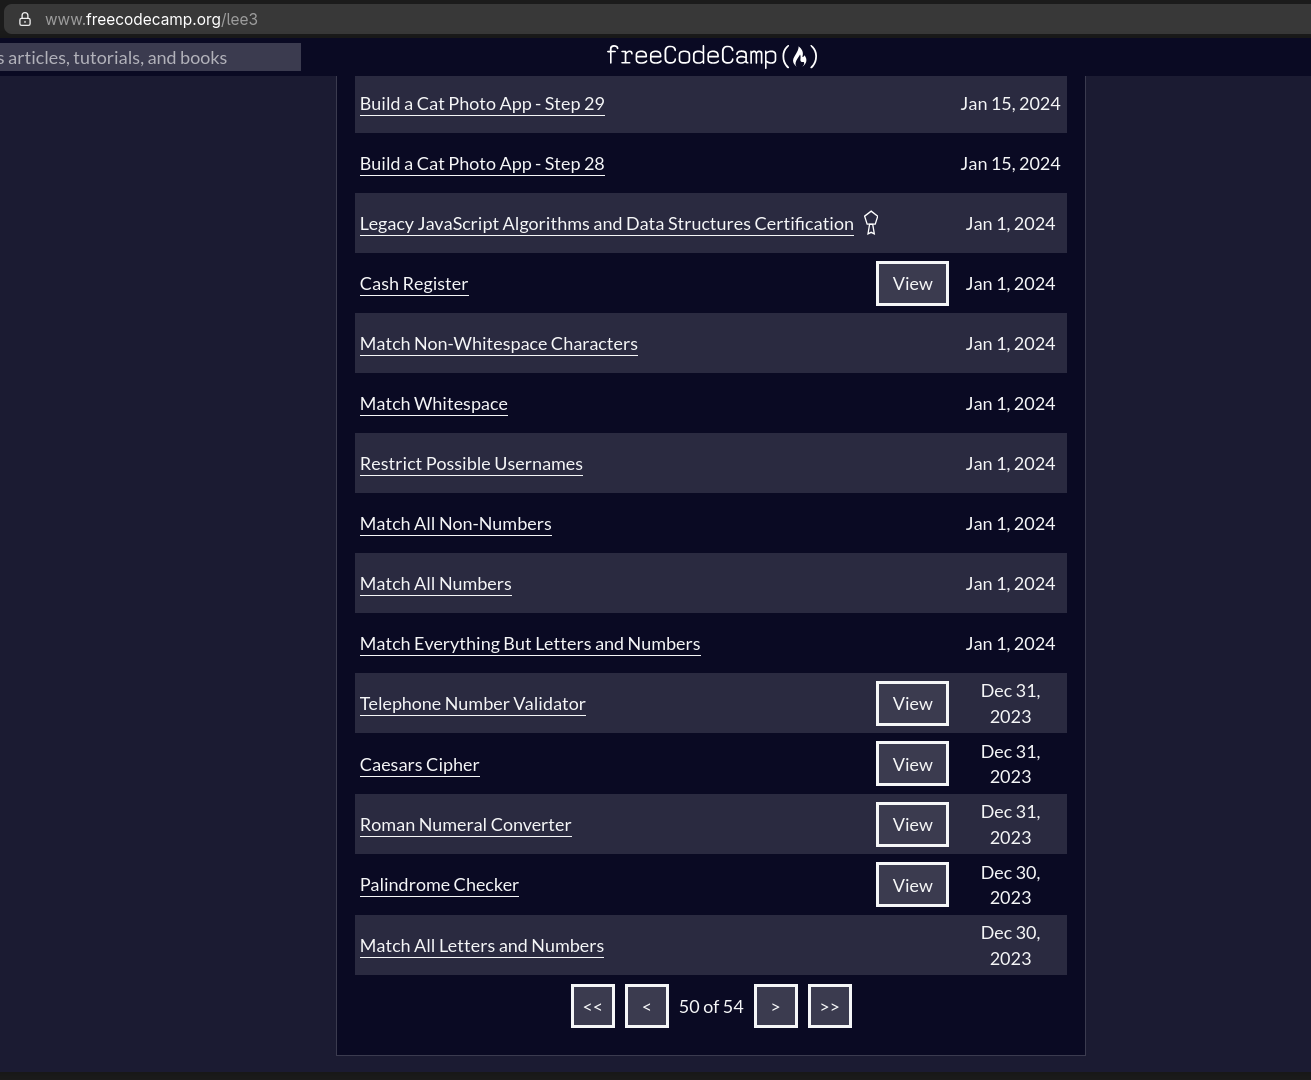 www.freecodecamp.org/lee3
s articles, tutorials, and books
freeCodeCamp(🔥)
Build a Cat Photo App - Step 29 Jan 15, 2024
Build a Cat Photo App - Step 28 Jan 15, 2024
Legacy JavaScript Algorithms and Data Structures Certification Jan 1, 2024
Cash Register View Jan 1, 2024
Match Non-Whitespace Characters Jan 1, 2024
Match Whitespace Jan 1, 2024
Restrict Possible Usernames Jan 1, 2024
Match All Non-Numbers Jan 1, 2024
Match All Numbers Jan 1, 2024
Match Everything But Letters and Numbers Jan 1, 2024
Telephone Number Validator View Dec 31,
2023
Caesars Cipher View Dec 31,
2023
Roman Numeral Converter View Dec 31,
2023
Palindrome Checker View Dec 30,
2023
Match All Letters and Numbers Dec 30,
2023
<< < 50 of 54 > >>